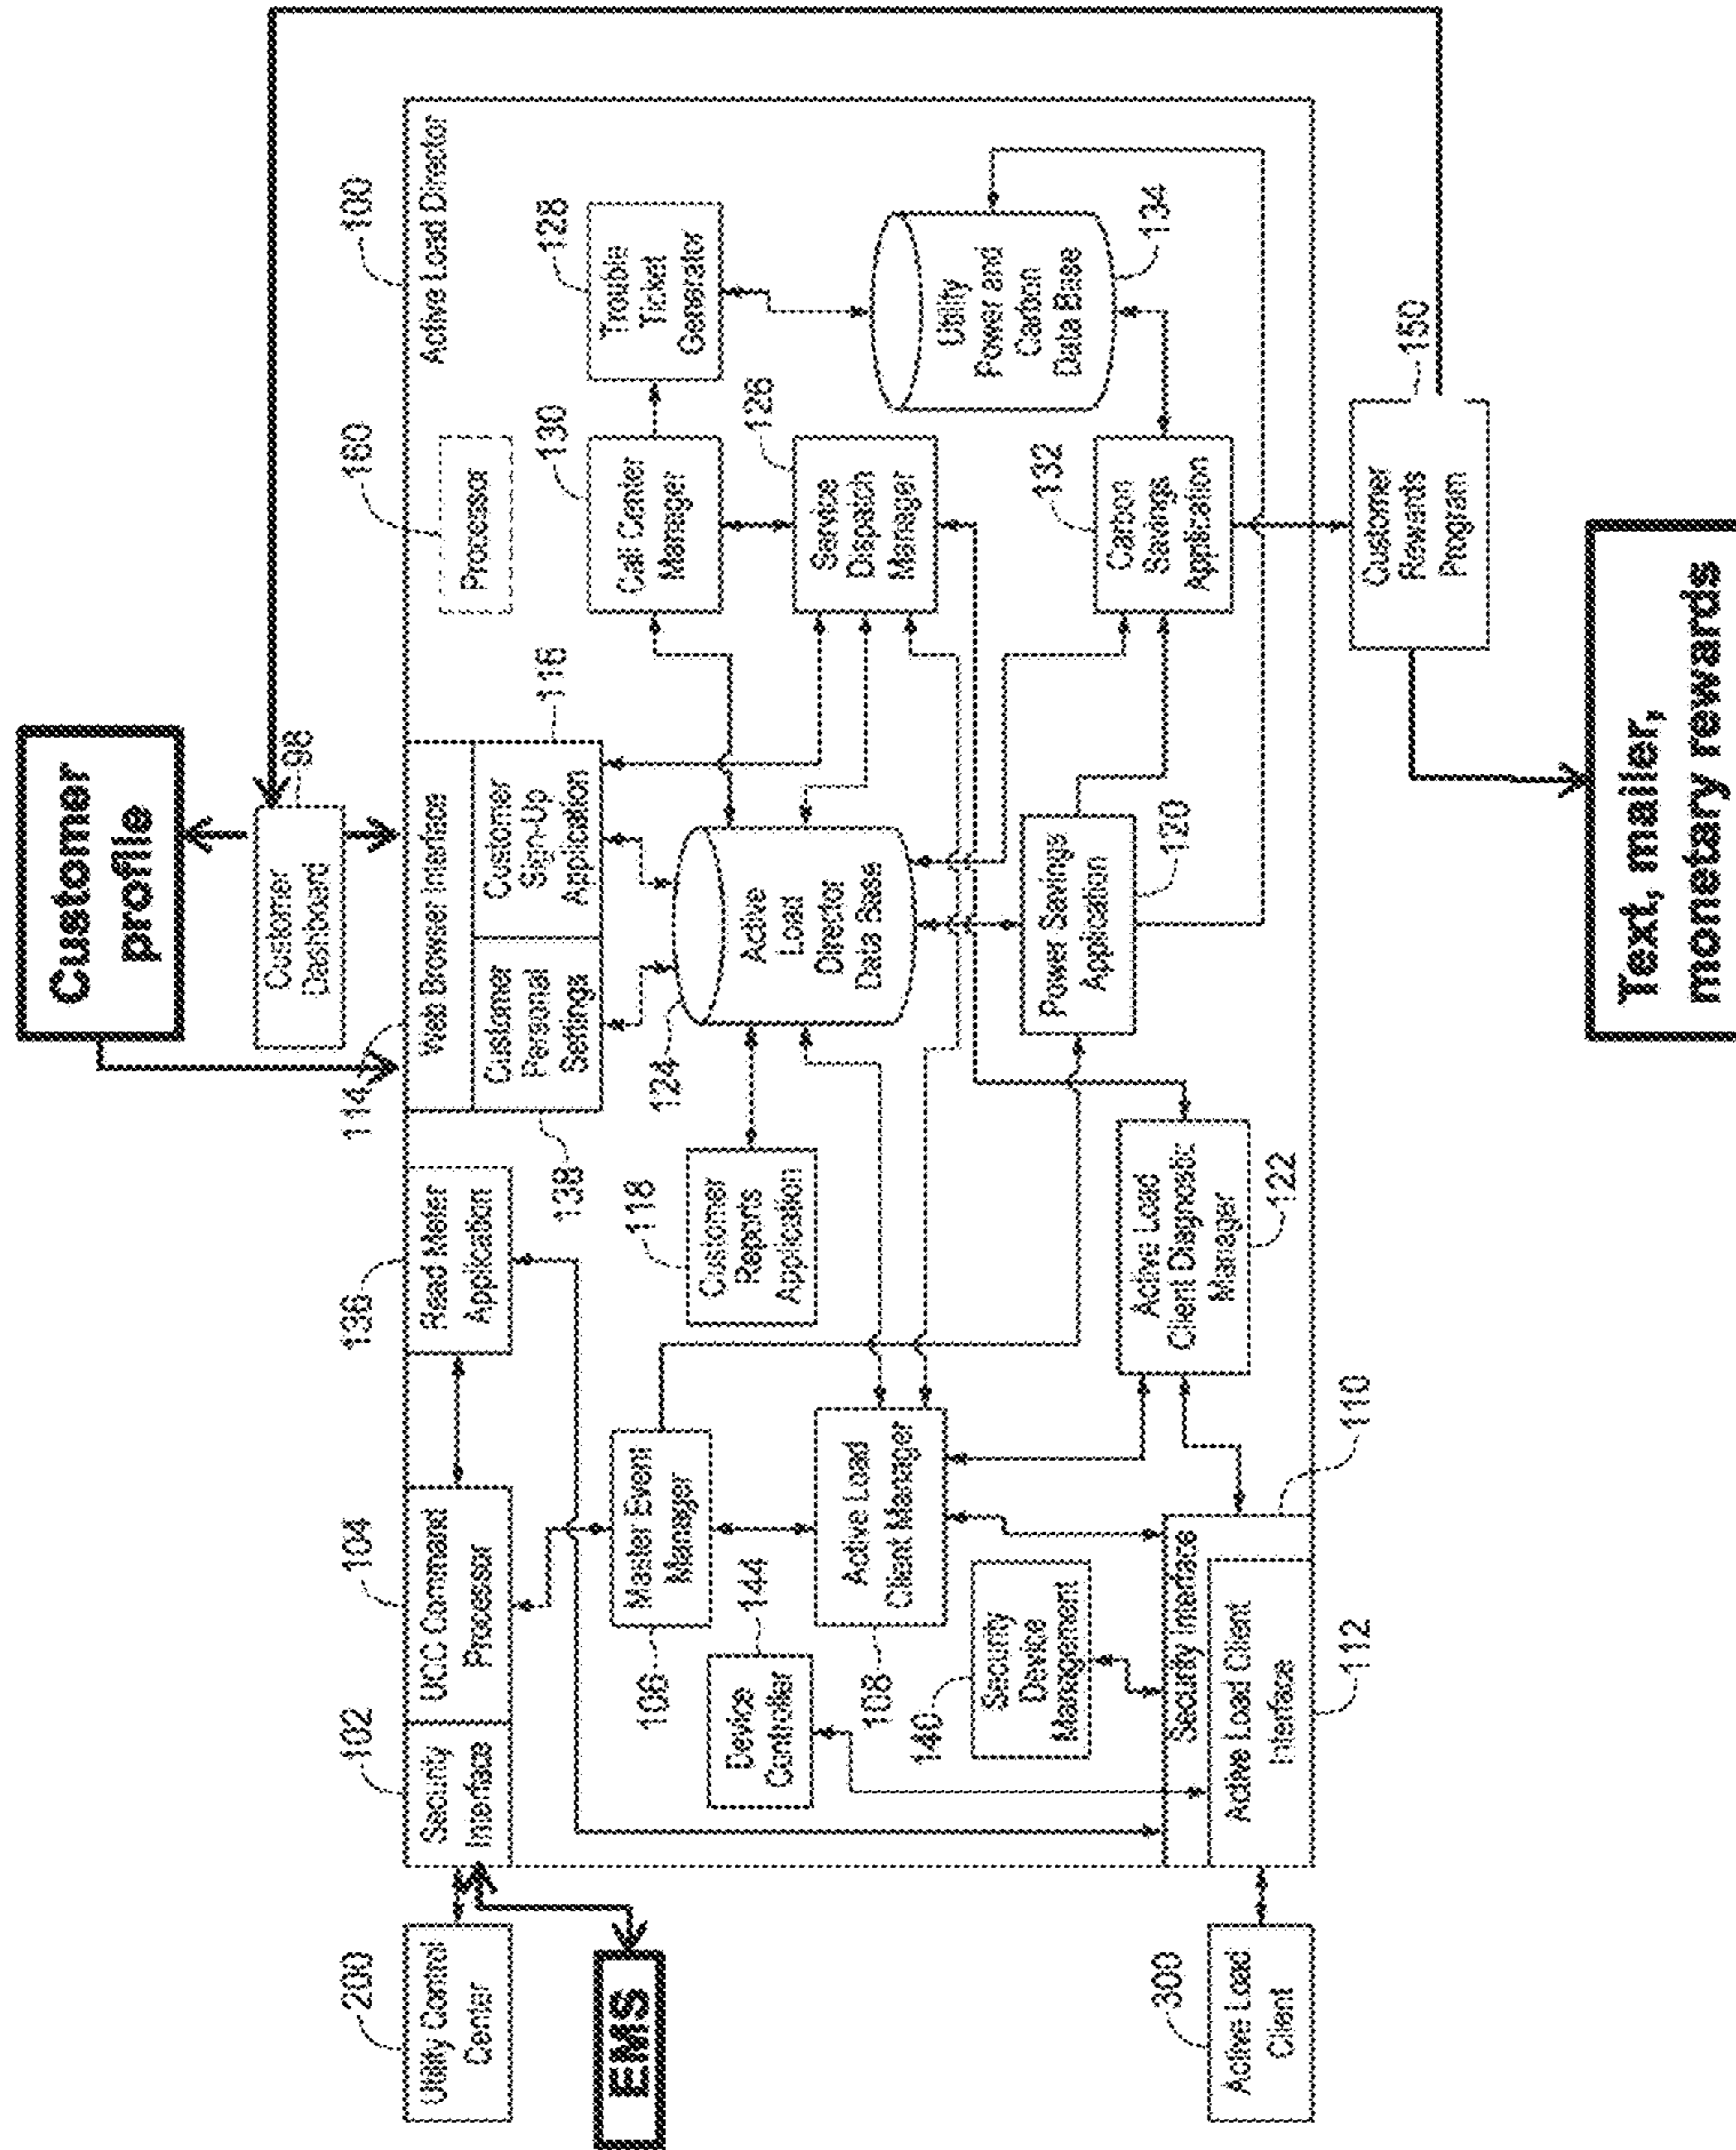 Customer
profile
98
Customer
Dashboard
200
Utility Control
Center
EMS
102
Security
Interface
104
UCC Command
Processor
136
Read Meter
Application
114
Web Brower Interface
Customer
Personal
Settings
138
Customer
Sign-Up
Application
116
160
Processor
100
Active Load Director
Master Event
Manager
106
Device
Controller
144
Active Load
Client Manager
108
118
Customer
Reports
Application
124
Active
Load
Director
Data Base
130
Call Center
Manager
128
Trouble
Ticket
Generator
126
Service
Dispatch
Manager
Utility
Power and
Carbon
Data Base
134
140
Security
Device
Management
Power Savings
Application
120
132
Carbon
Savings
Application
Active Load
Client Diagnostic
Manager
122
Security Interface
110
Active Load Client
Interface
112
300
Active Load
Client
150
Customer
Rewards
Program
Text, mailer,
monetary rewards